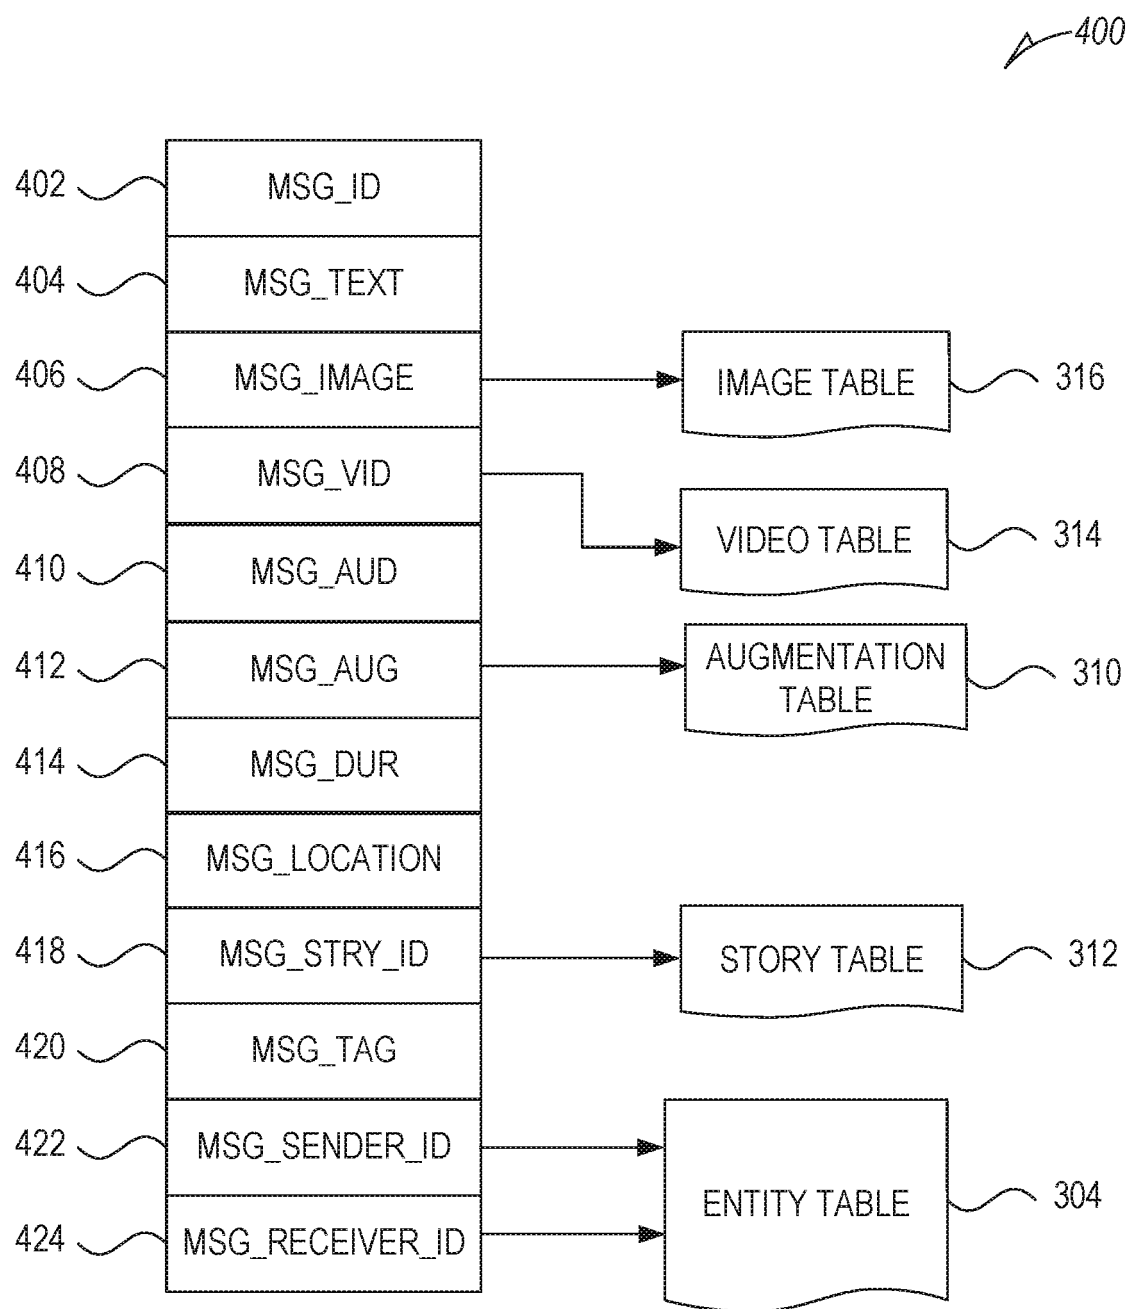 400
402 MSG_ID
404 MSG_TEXT
406 MSG_IMAGE IMAGE TABLE 316
408 MSG_VID VIDEO TABLE 314
410 MSG_AUD
412 MSG_AUG AUGMENTATION
TABLE 310
414 MSG_DUR
416 MSG_LOCATION
418 MSG_STRY_ID STORY TABLE 312
420 MSG_TAG
422 MSG_SENDER_ID
ENTITY TABLE 304
424 MSG_RECEIVER_ID